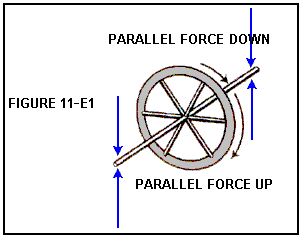 PARALLEL FORCE DOWN
FIGURE 11-E1
PARALLEL FORCE UP